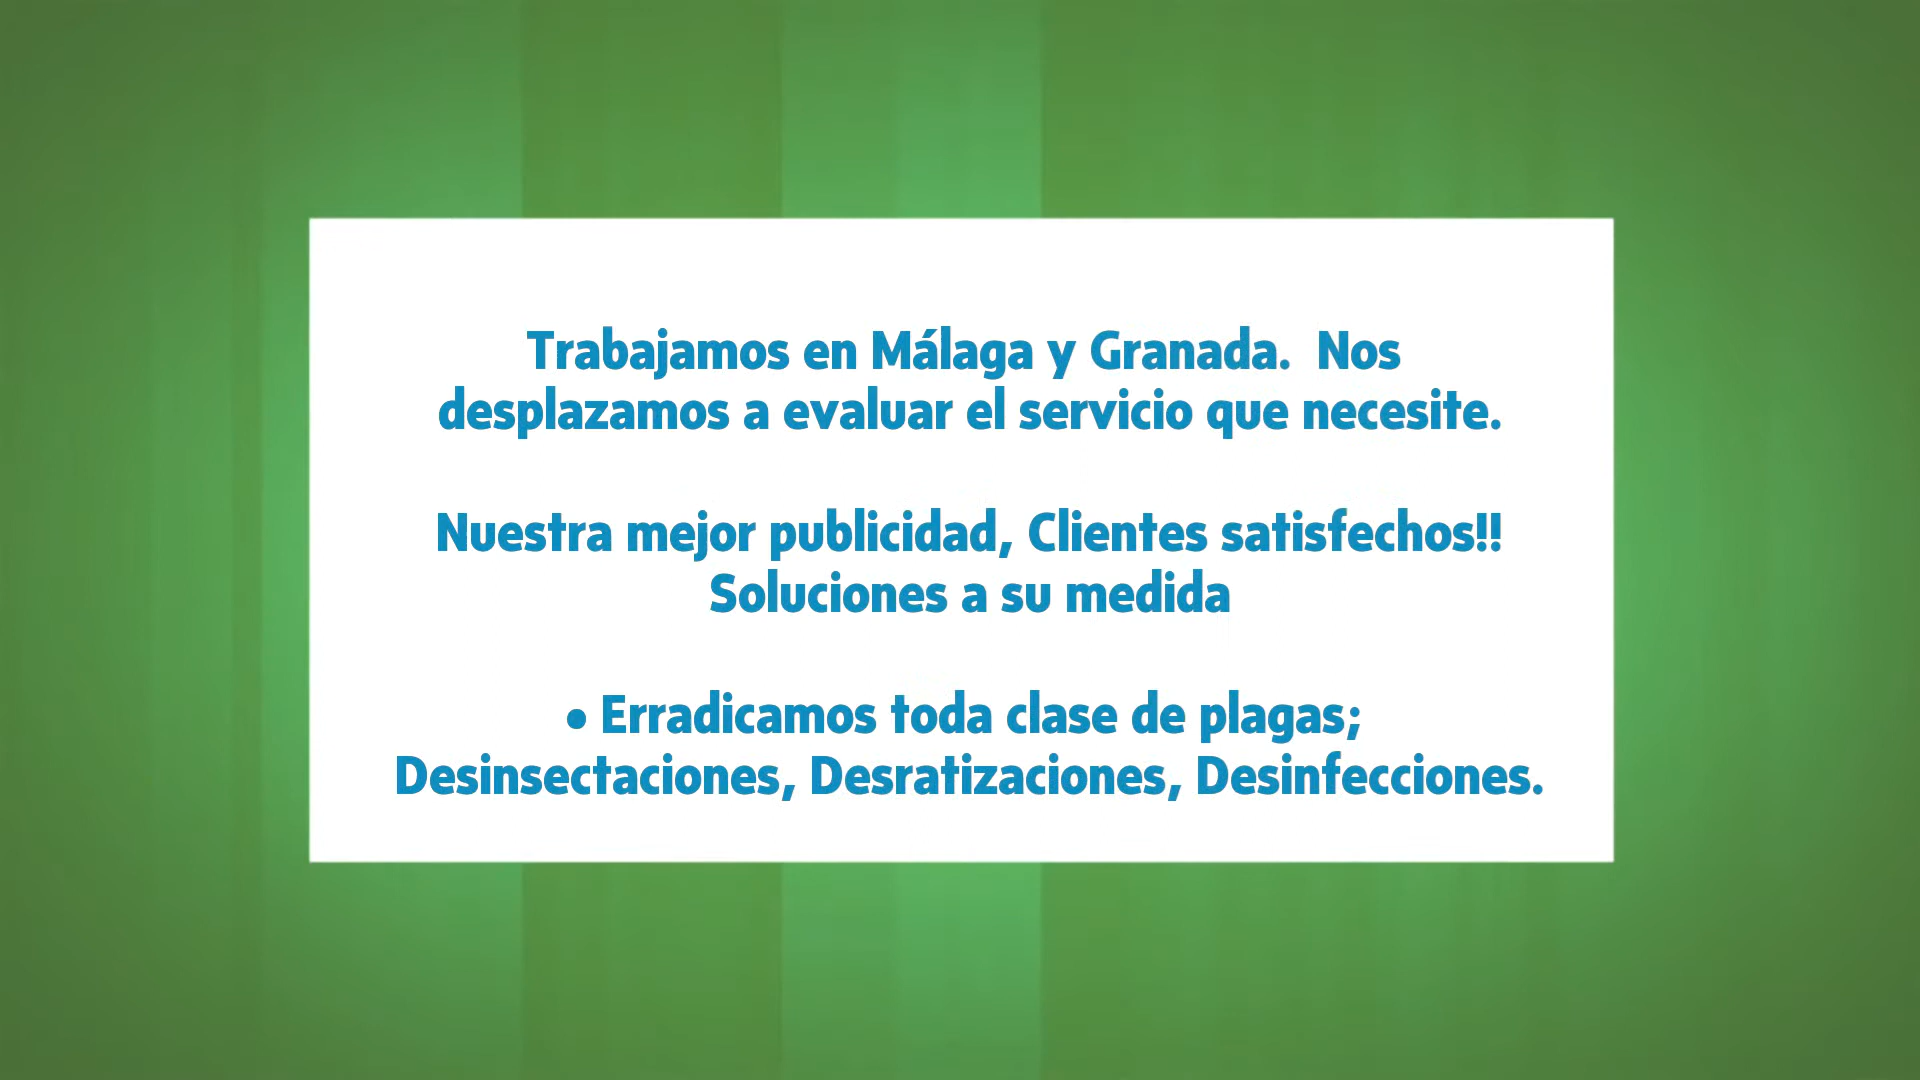 Trabajamos en Málaga y Granada.  Nos
desplazamos a evaluar el servicio que necesite.
Nuestra mejor publicidad, Clientes satisfechos!!
Soluciones a su medida
• Erradicamos toda clase de plagas;
Desinsectaciones, Desratizaciones, Desinfecciones.